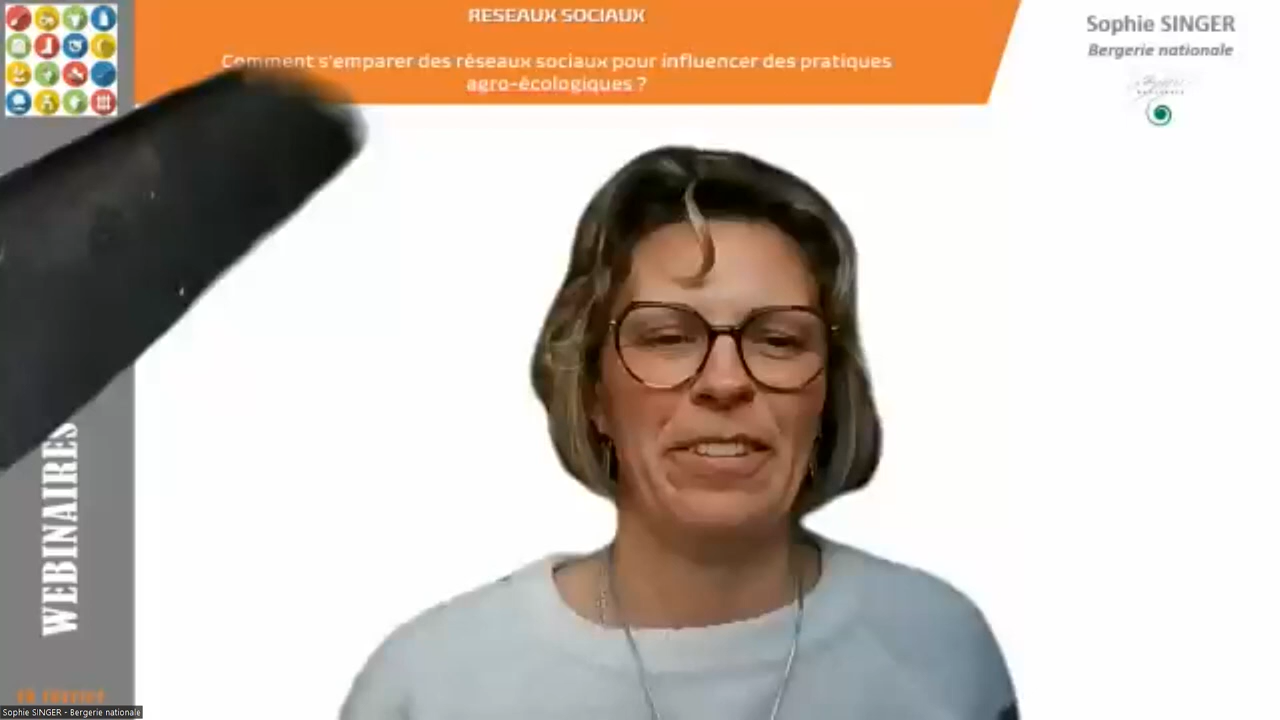 RESEAUX SOCIAUX
Comment s'emparer des réseaux sociaux pour influencer des pratiques
agro-écologiques ?
Sophie SINGER
Bergerie nationale
WEBINAIRES
Sophie SINGER - Bergerie nationale